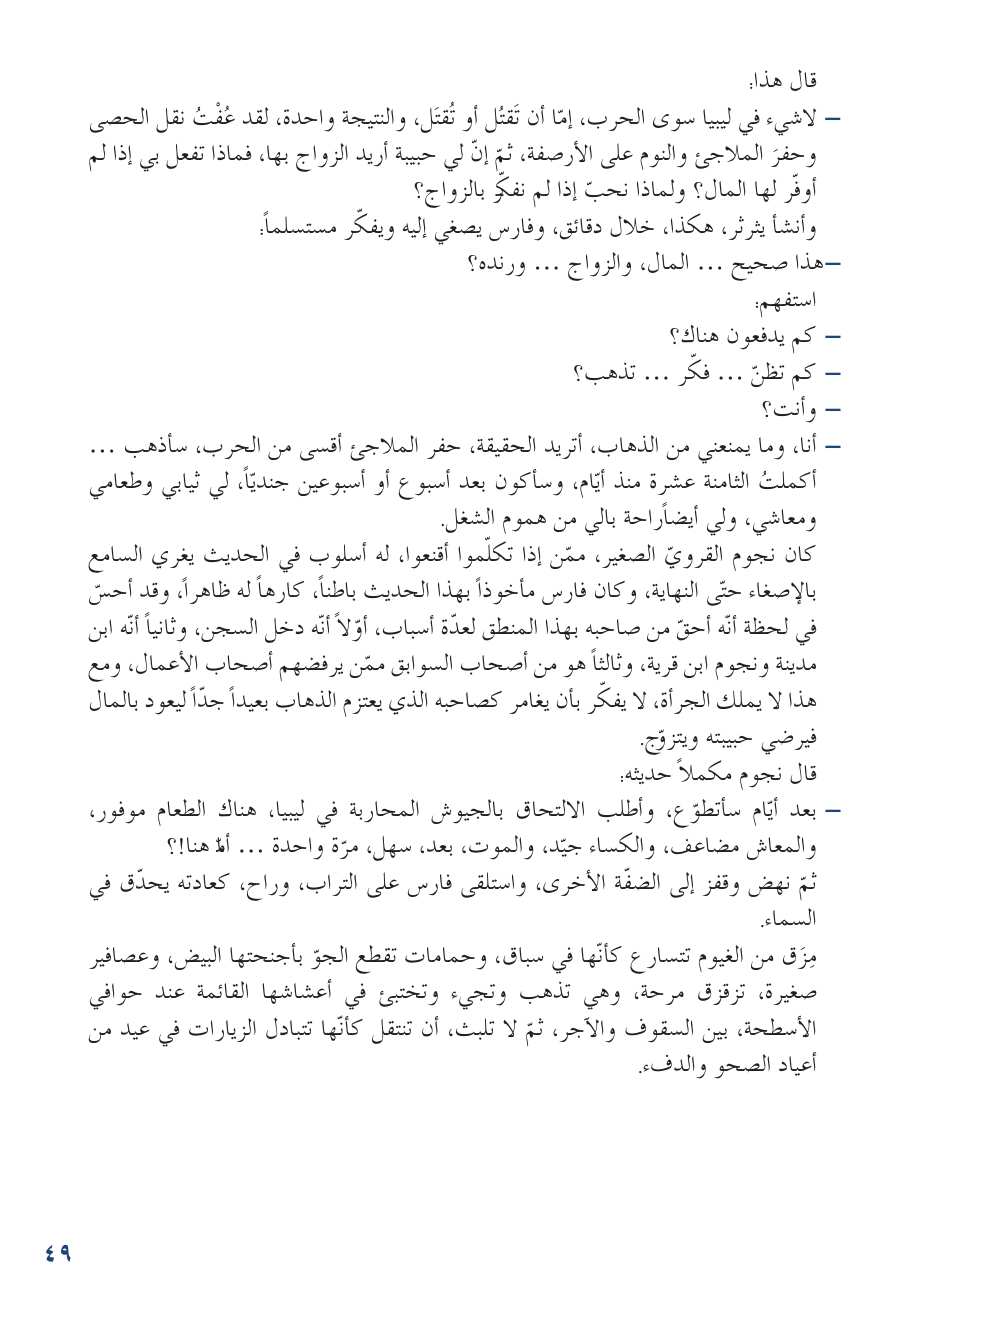 قال هذا:
– لاشيء في ليبيا سوى الحرب، إمّا أن تَقتُل أو تُقتَل، والنتيجة واحدة، لقد عُفْتُ نقل الحصى
وحفرَ الملاجئ والنوم على الأرصفة، ثمّ إنّ لي حبيبة أريد الزواج بها، فماذا تفعل بي إذا لم
أوفّر لها المال؟ ولماذا نحبّ إذا لم نفكّر بالزواج؟
وأنشأ يثرثر، هكذا، خلال دقائق، وفارس يصغي إليه ويفكّر مستسلماً:
–هذا صحيح ... المال، والزواج ... ورنده؟
استفهم:
– كم يدفعون هناك؟
– كم تظنّ ... فكّر ... تذهب؟
– وأنت؟
– أنا، وما يمنعني من الذهاب، أتريد الحقيقة، حفر الملاجئ أقسى من الحرب، سأذهب ...
أكملتُ الثامنة عشرة منذ أيّام، وسأكون بعد أسبوع أو أسبوعين جنديّاً، لي ثيابي وطعامي
ومعاشي، ولي أيضاًراحة بالي من هموم الشغل.
كان نجوم القرويّ الصغير، ممّن إذا تكلّموا أقنعوا، له أسلوب في الحديث يغري السامع
بالإصغاء حتّى النهاية، وكان فارس مأخوذاً بهذا الحديث باطناً، كارهاً له ظاهراً، وقد أحسّ
في لحظة أنّه أحقّ من صاحبه بهذا المنطق لعدّة أسباب، أوّلاً أنّه دخل السجن، وثانياً أنّه ابن
مدينة ونجوم ابن قرية، وثالثاً هو من أصحاب السوابق ممّن يرفضهم أصحاب الأعمال، ومع
هذا لا يملك الجرأة، لا يفكّر بأن يغامر كصاحبه الذي يعتزم الذهاب بعيداً جدّاً ليعود بالمال
فيرضي حبيبته ويتزوّج.
قال نجوم مكملاً حديثه:
– بعد أيّام سأتطوّع، وأطلب الالتحاق بالجيوش المحاربة في ليبيا، هناك الطعام موفور،
والمعاش مضاعف، والكساء جيّد، والموت، بعد، سهل، مرّة واحدة ... هنا!؟
ثمّ نهض وقفز إلى الضفّة الأخرى، واستلقى فارس على التراب، وراح، كعادته يحدّق في
السماء.
مِزَق من الغيوم تتسارع كأنّها في سباق، وحمامات تقطع الجوّ بأجنحتها البيض، وعصافير
صغيرة، تزقزق مرحة، وهي تذهب وتجيء وتختبئ في أعشاشها القائمة عند حوافي
الأسطحة، بين السقوف والآجر، ثمّ لا تلبث، أن تنتقل كأنّها تتبادل الزيارات في عيد من
أعياد الصحو والدفء.
٤٩